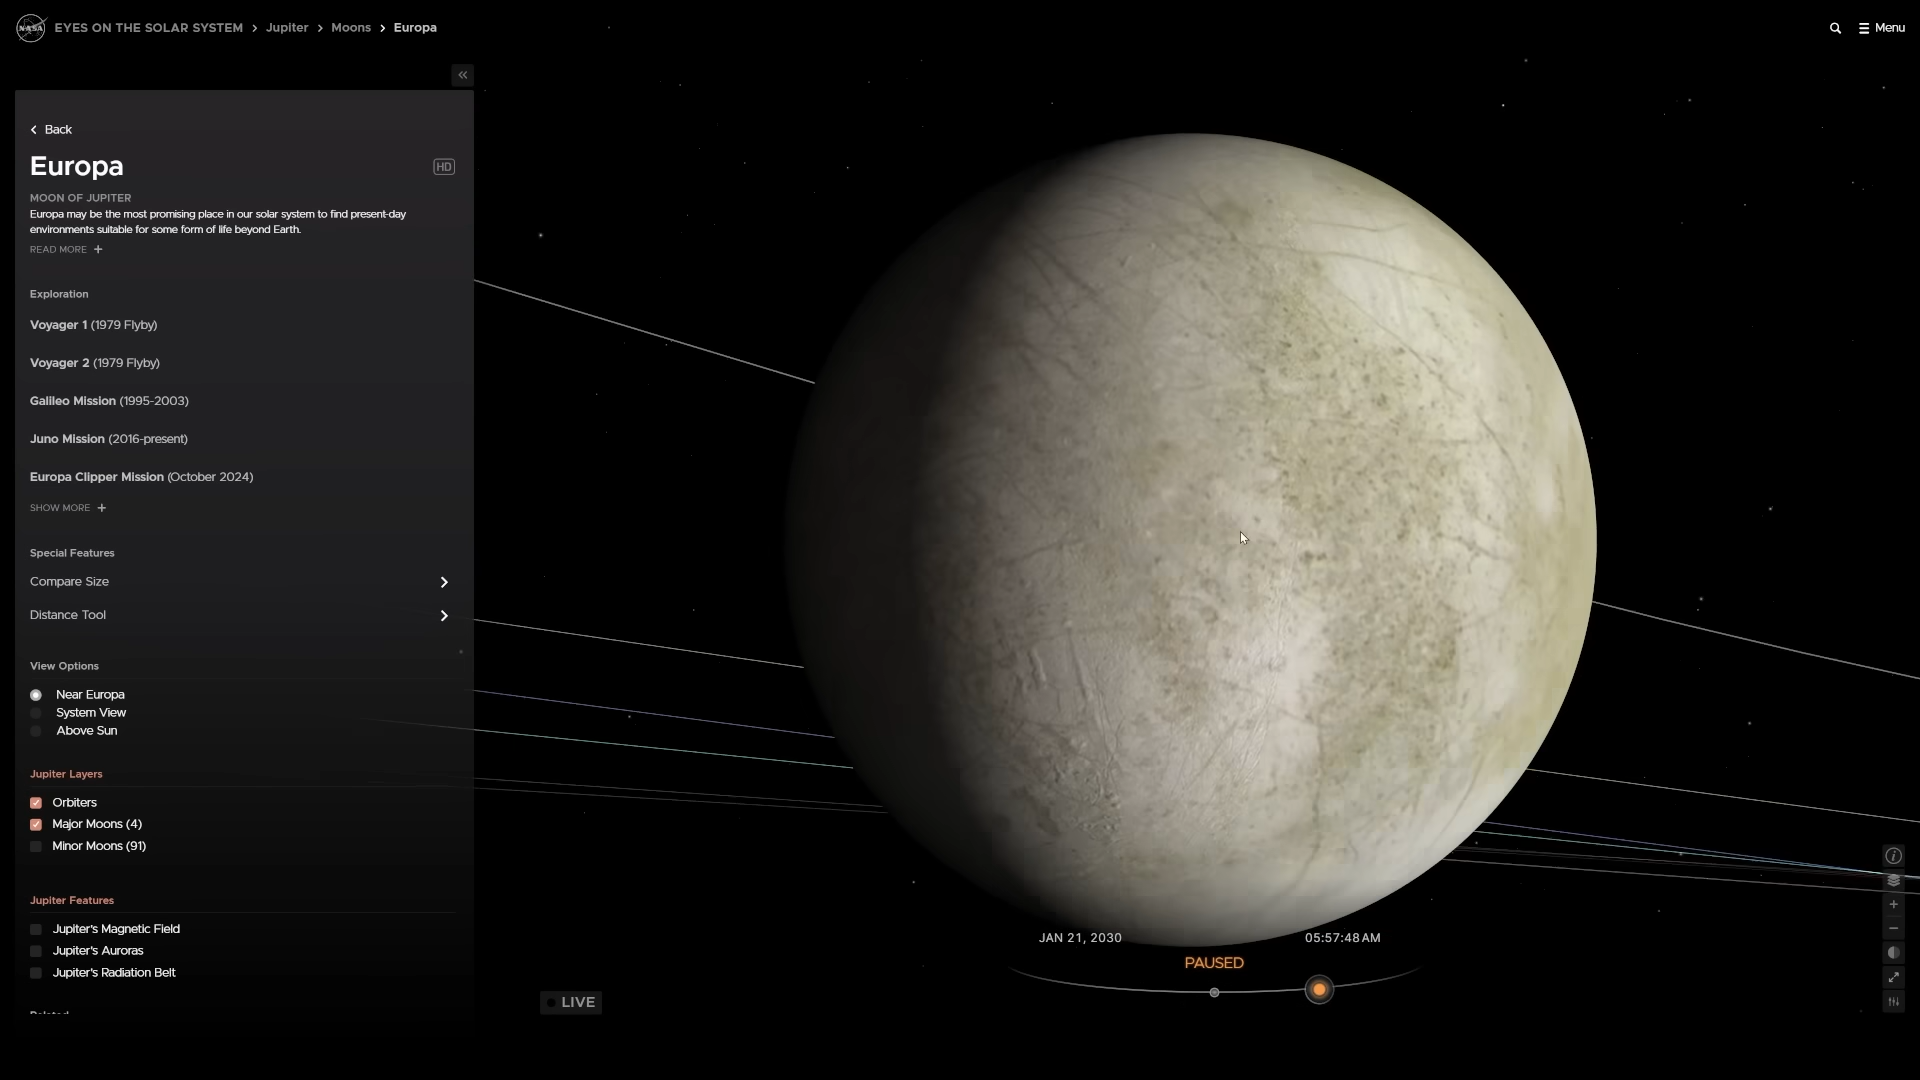 NASA
EYES ON THE SOLAR SYSTEM > Jupiter > Moons > Europa
Menu
Back
Europa
HD
MOON OF JUPITER
Europa may be the most promising place in our solar system to find present-day
environments suitable for some form of life beyond Earth.
READ MORE +
Exploration
Voyager 1 (1979 Flyby)
Voyager 2 (1979 Flyby)
Galileo Mission (1995-2003)
Juno Mission (2016-present)
Europa Clipper Mission (October 2024)
SHOW MORE +
Special Features
Compare Size
Distance Tool
View Options
Near Europa
System View
Above Sun
Jupiter Layers
Orbiters
Major Moons (4)
Minor Moons (91)
Jupiter Features
Jupiter's Magnetic Field
Jupiter's Auroras
Jupiter's Radiation Belt
JAN 21, 2030
05:57:48 AM
PAUSED
LIVE